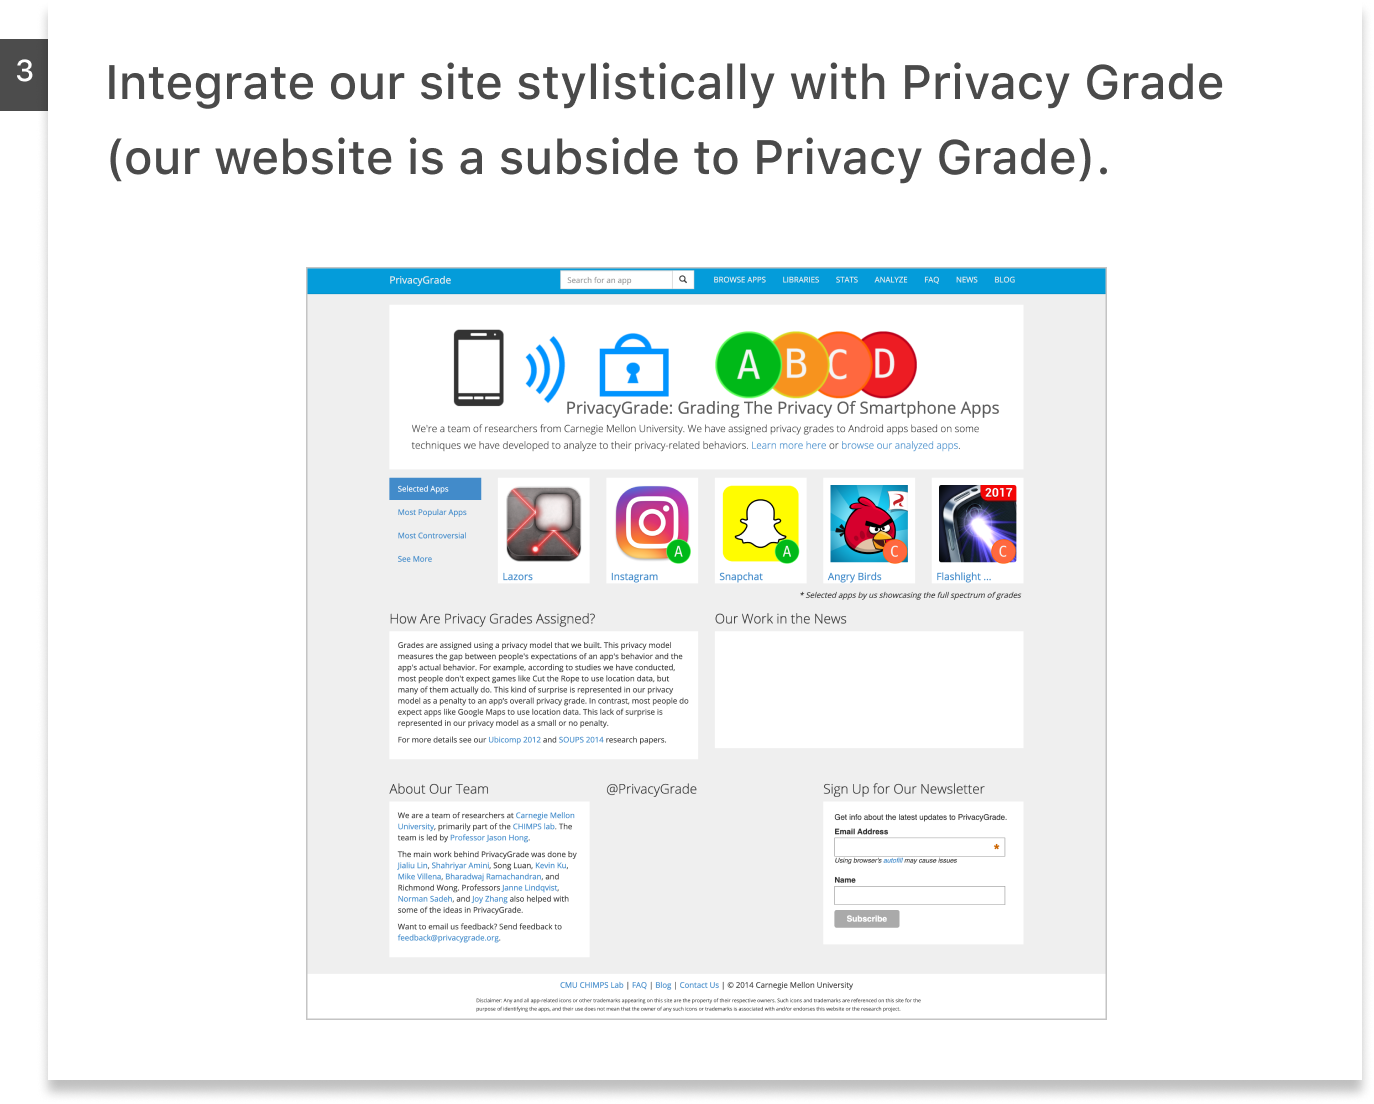 3
Integrate our site stylistically with Privacy Grade
(our website is a subside to Privacy Grade).
PrivacyGrade
Search for an app
BROWSE APPS LIBRARIES STATS ANALYZE FAQ NEWS BLOG
A B C D
PrivacyGrade: Grading The Privacy Of Smartphone Apps
We're a team of researchers from Carnegie Mellon University. We have assigned privacy grades to Android apps based on some
techniques we have developed to analyze to their privacy-related behaviors. Learn more here or browse our analyzed apps.
Selected Apps
Most Popular Apps
Most Controversial
See More
Lazors
A
Instagram
A
Snapchat
R
C
Angry Birds
2017
C
Flashlight ...
* Selected apps by us showcasing the full spectrum of grades
How Are Privacy Grades Assigned?
Grades are assigned using a privacy model that we built. This privacy model
measures the gap between people's expectations of an app's behavior and the
app's actual behavior. For example, according to studies we have conducted,
most people don't expect games like Cut the Rope to use location data, but
many of them actually do. This kind of surprise is represented in our privacy
model as a penalty to an app's overall privacy grade. In contrast, most people do
expect apps like Google Maps to use location data. This lack of surprise is
represented in our privacy model as a small or no penalty.
For more details see our Ubicomp 2012 and SOUPS 2014 research papers.
Our Work in the News
About Our Team
We are a team of researchers at Carnegie Mellon
University, primarily part of the CHIMPS lab. The
team is led by Professor Jason Hong.
The main work behind PrivacyGrade was done by
Jialiu Lin, Shahriyar Amini, Song Luan, Kevin Ku,
Mike Villena, Bharadwaj Ramachandran, and
Richmond Wong. Professors Janne Lindqvist,
Norman Sadeh, and Joy Zhang also helped with
some of the ideas in PrivacyGrade.
Want to email us feedback? Send feedback to
feedback@privacygrade.org.
@PrivacyGrade
Sign Up for Our Newsletter
Get info about the latest updates to PrivacyGrade.
Email Address
*
Using browser's autofill may cause issues
Name
Subscribe
CMU CHIMPS Lab | FAQ | Blog | Contact Us | © 2014 Carnegie Mellon University
Disclaimer: Any and all app-related icons or other trademarks appearing on this site are the property of their respective owners. Such icons and trademarks are referenced on this site for the
purpose of identifying the apps, and their use does not mean that the owner of any such icons or trademarks is associated with and/or endorses this website or the research project.